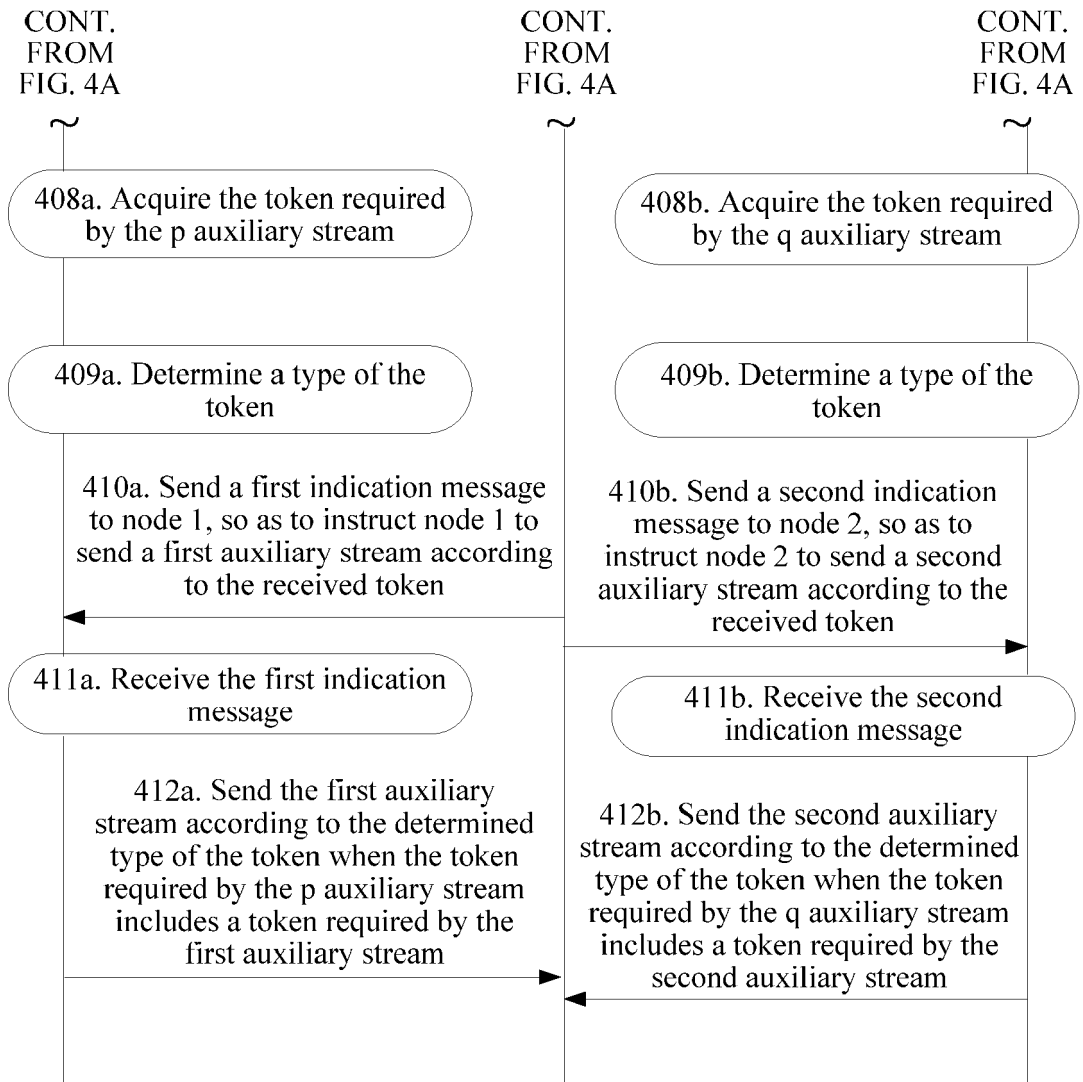 CONT.
FROM
FIG. 4A
CONT.
FROM
FIG. 4A
CONT.
FROM
FIG. 4A
408a. Acquire the token required
by the p auxiliary stream
408b. Acquire the token required
by the q auxiliary stream
409a. Determine a type of the
token
409b. Determine a type of the
token
410a. Send a first indication message
to node 1, so as to instruct node 1 to
send a first auxiliary stream according
to the received token
410b. Send a second indication
message to node 2, so as to
instruct node 2 to send a second
auxiliary stream according to the
received token
411a. Receive the first indication
message
411b. Receive the second
indication message
412a. Send the first auxiliary
stream according to the determined
type of the token when the token
required by the p auxiliary stream
includes a token required by the
first auxiliary stream
412b. Send the second auxiliary
stream according to the determined
type of the token when the token
required by the q auxiliary stream
includes a token required by the
second auxiliary stream